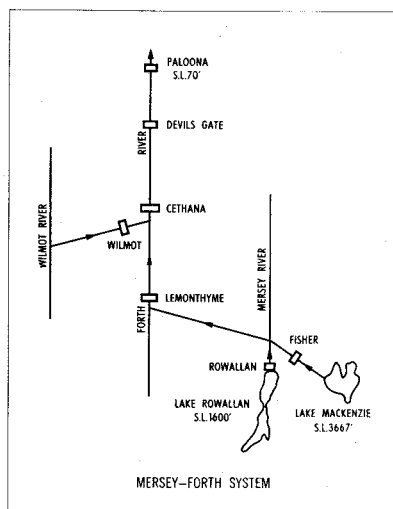 PALOONA
S.L.70'
DEVILS GATE
RIVER
CETHANA
WILMOT RIVER
WILMOT
MERSEY RIVER
LEMONTHYME
FORTH
FISHER
ROWALLAN
LAKE ROWALLAN
S.L.1600'
LAKE MACKENZIE
S.L.3667'
MERSEY–FORTH SYSTEM